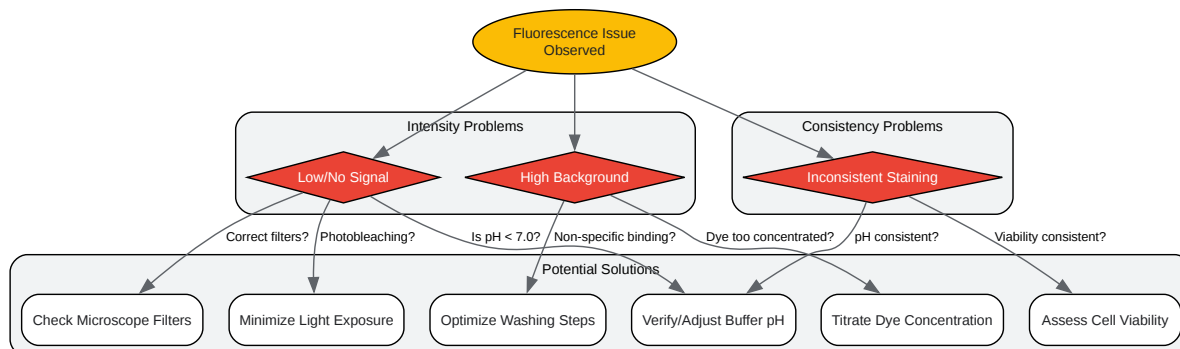 Fluorescence Issue
Observed
Intensity Problems
Consistency Problems
Low/No Signal
High Background
Inconsistent Staining
Correct filters?
Photobleaching?
Is pH < 7.0?
Non-specific binding?
Dye too concentrated?
pH consistent?
Viability consistent?
Potential Solutions
Check Microscope Filters
Minimize Light Exposure
Optimize Washing Steps
Verify/Adjust Buffer pH
Titrate Dye Concentration
Assess Cell Viability